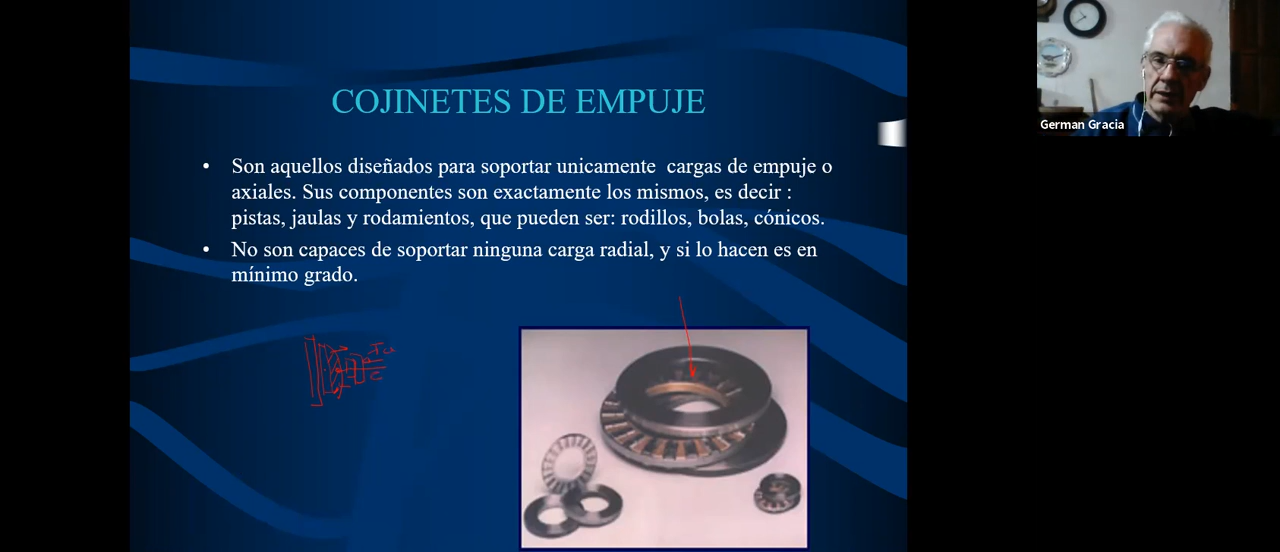 COJINETES DE EMPUJE
• Son aquellos diseñados para soportar unicamente cargas de empuje o
axiales. Sus componentes son exactamente los mismos, es decir :
pistas, jaulas y rodamientos, que pueden ser: rodillos, bolas, cónicos.
• No son capaces de soportar ninguna carga radial, y si lo hacen es en
mínimo grado.
German Gracia